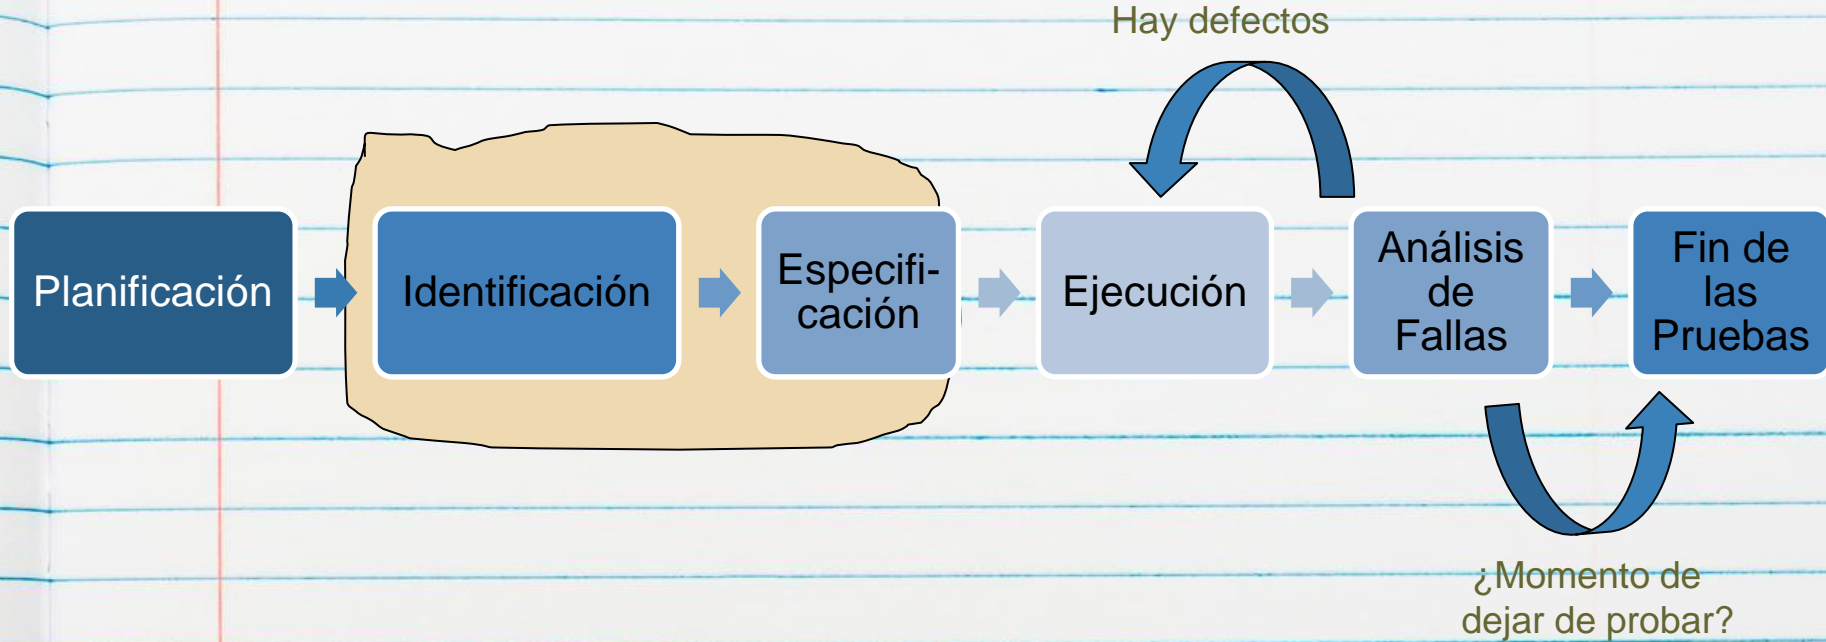 Hay defectos
Planificación
Identificación
Especifi-
cación
Ejecución
Análisis
de
Fallas
Fin de
las
Pruebas
¿Momento de
dejar de probar?